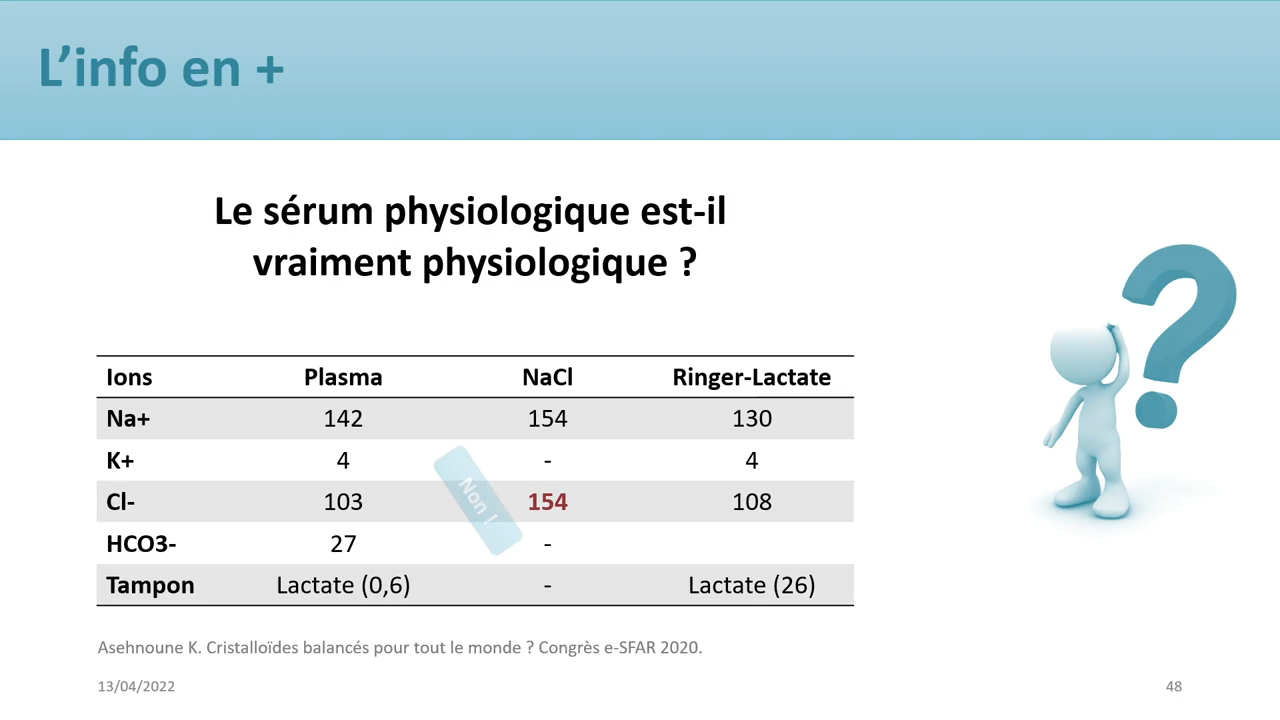 L’info en +
Le sérum physiologique est-il
vraiment physiologique ?
Ions Plasma NaCl Ringer-Lactate
Na+ 142 154 130
K+ 4 - 4
Cl- 103 154 108
HCO3- 27 -
Tampon Lactate (0,6) - Lactate (26)
Non !
Asehnoune K. Cristalloïdes balancés pour tout le monde ? Congrès e-SFAR 2020.
13/04/2022 48